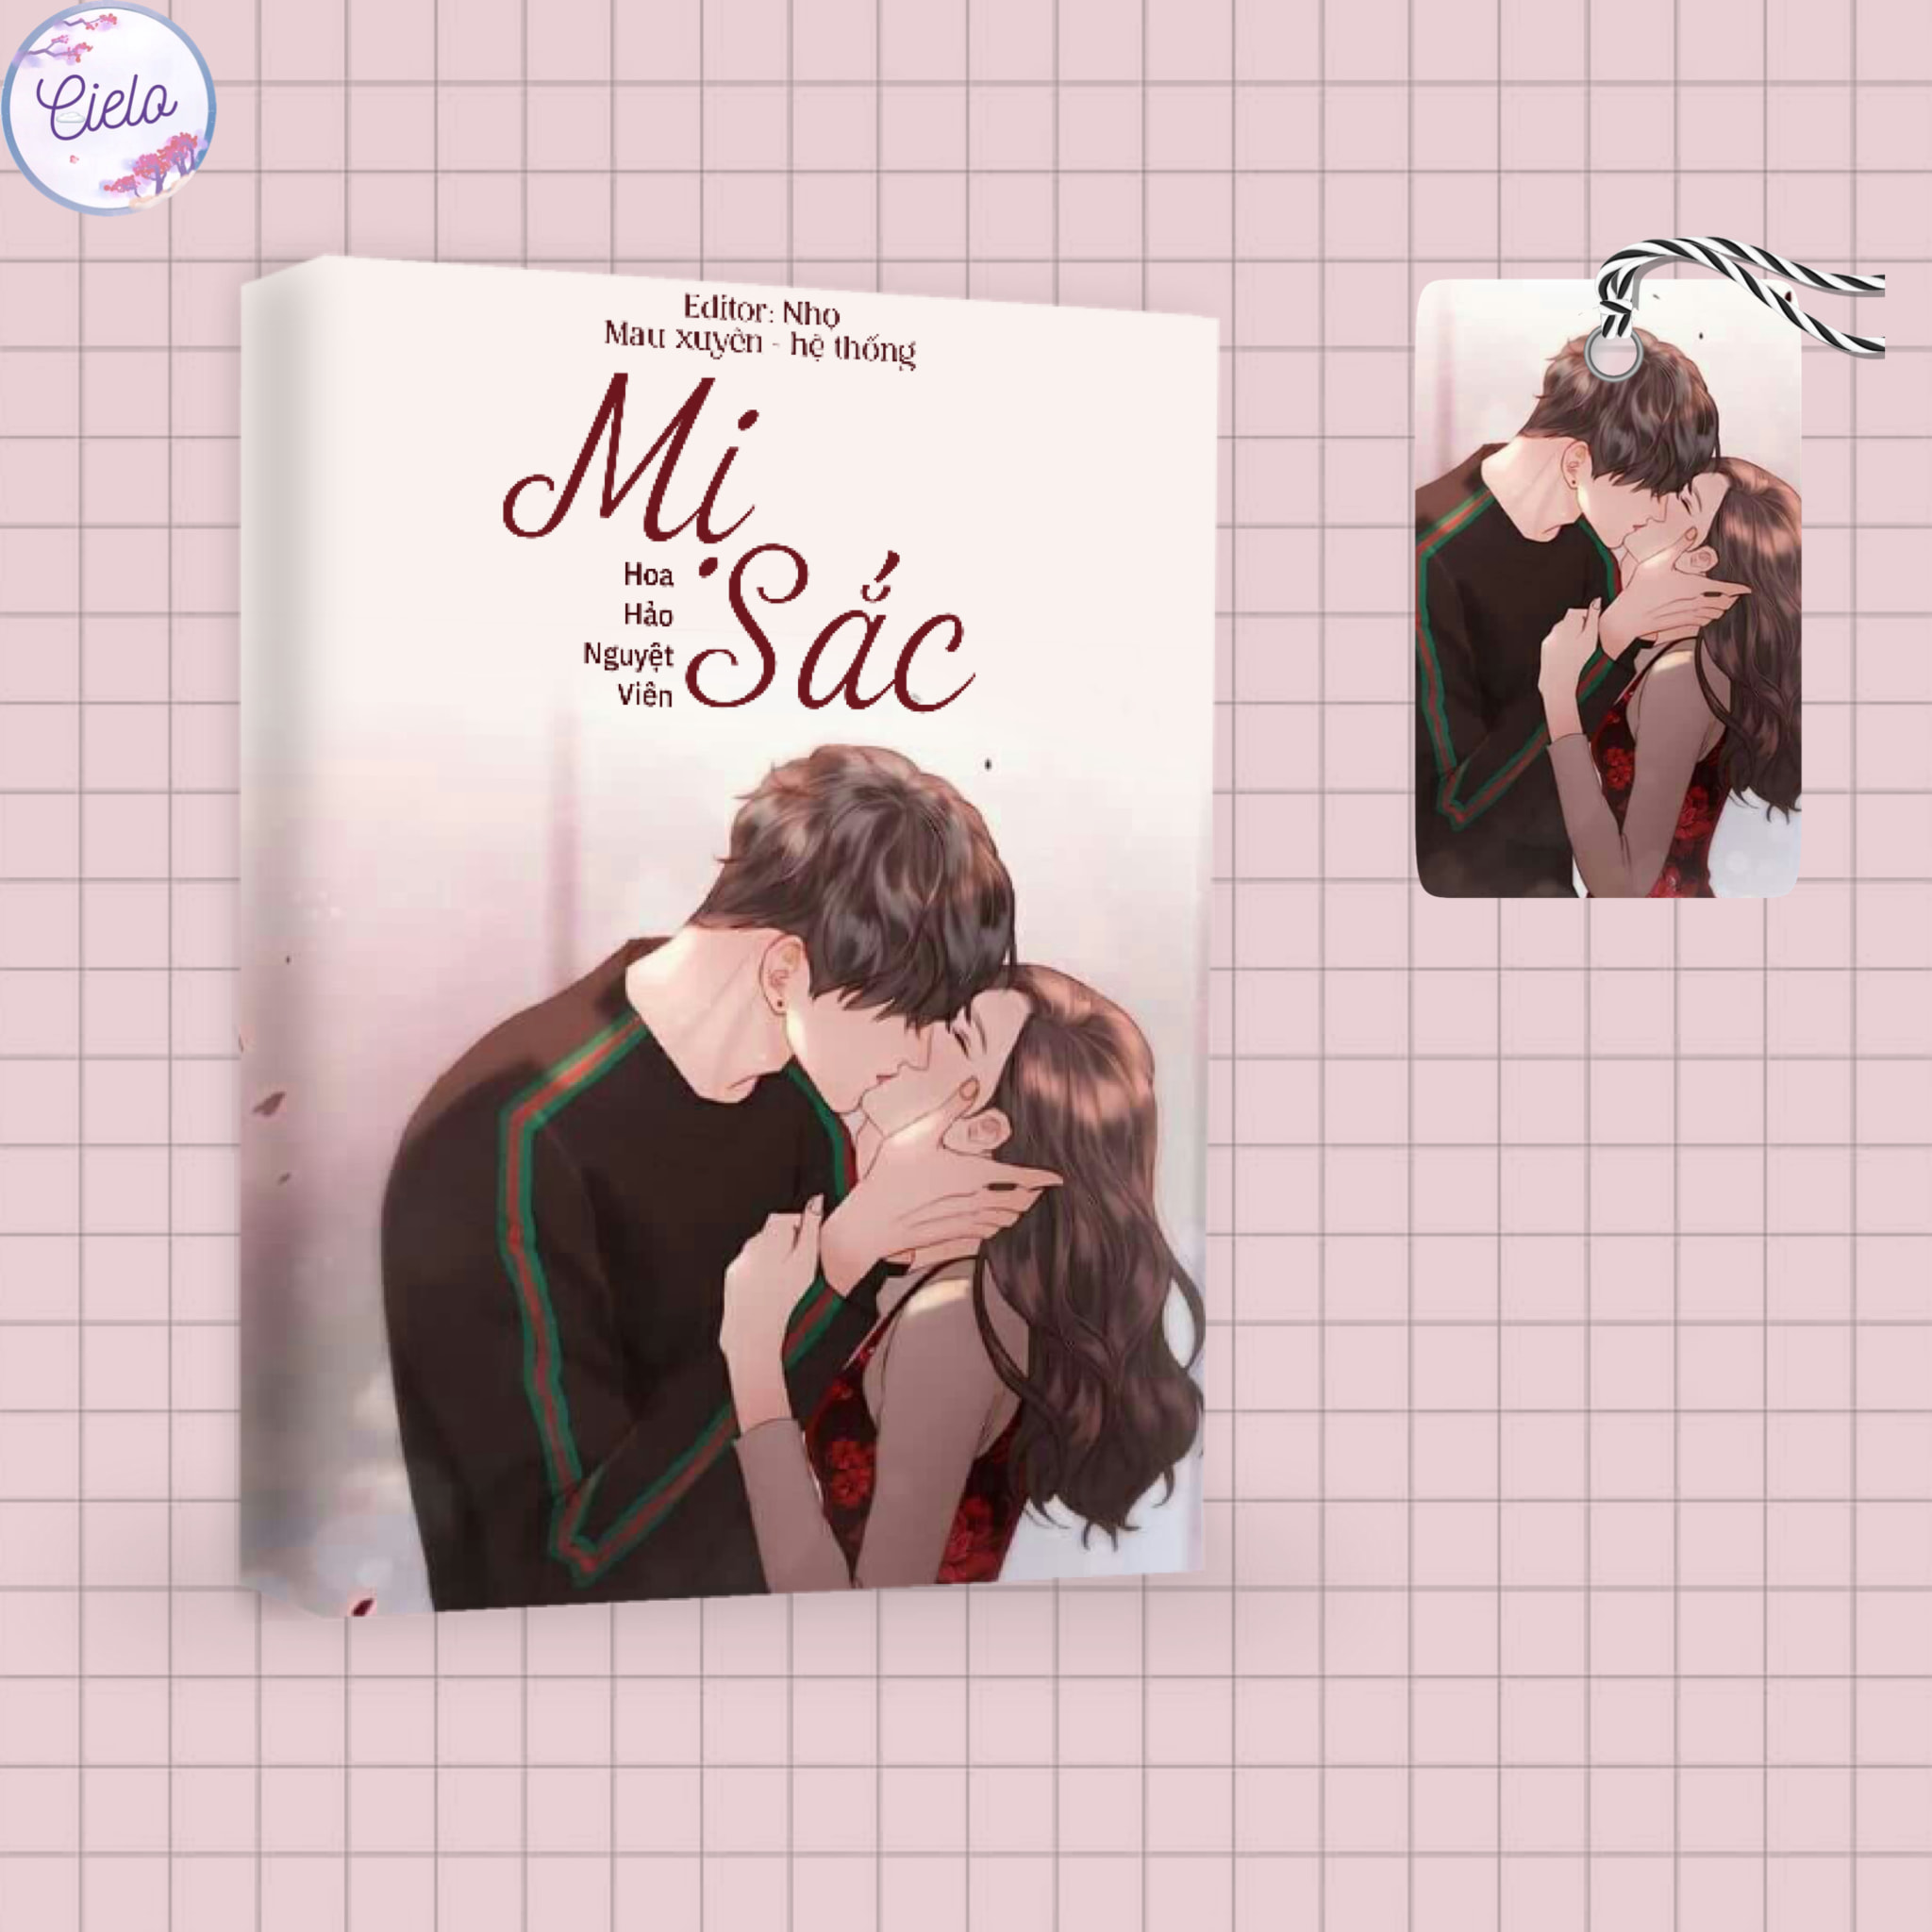 Cielo
Editor: Nhọ
Mau xuyên - hệ thống
Mị
Sắc
Hoa
Hảo
Nguyệt
Viên